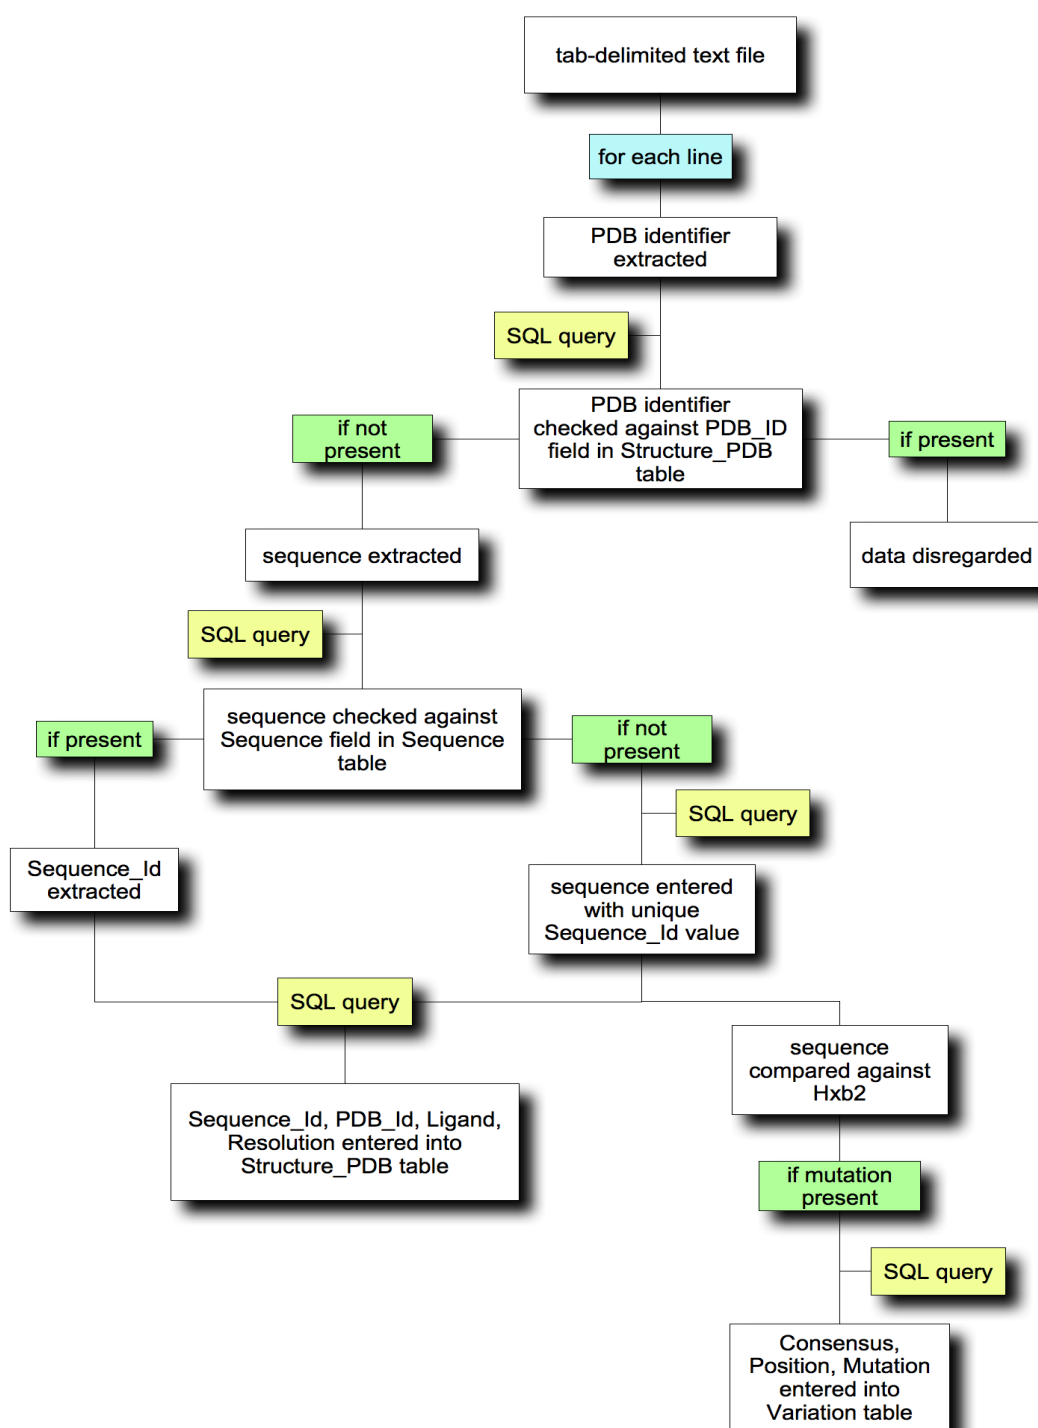 tab-delimited text file
for each line
PDB identifier
extracted
SQL query
PDB identifier
checked against PDB_ID
field in Structure_PDB
table
if not
present
if present
sequence extracted
data disregarded
SQL query
sequence checked against
Sequence field in Sequence
table
if present
if not
present
SQL query
Sequence_Id
extracted
sequence entered
with unique
Sequence_Id value
SQL query
sequence
compared against
Hxb2
Sequence_Id, PDB_Id, Ligand,
Resolution entered into
Structure_PDB table
if mutation
present
SQL query
Consensus,
Position, Mutation
entered into
Variation table